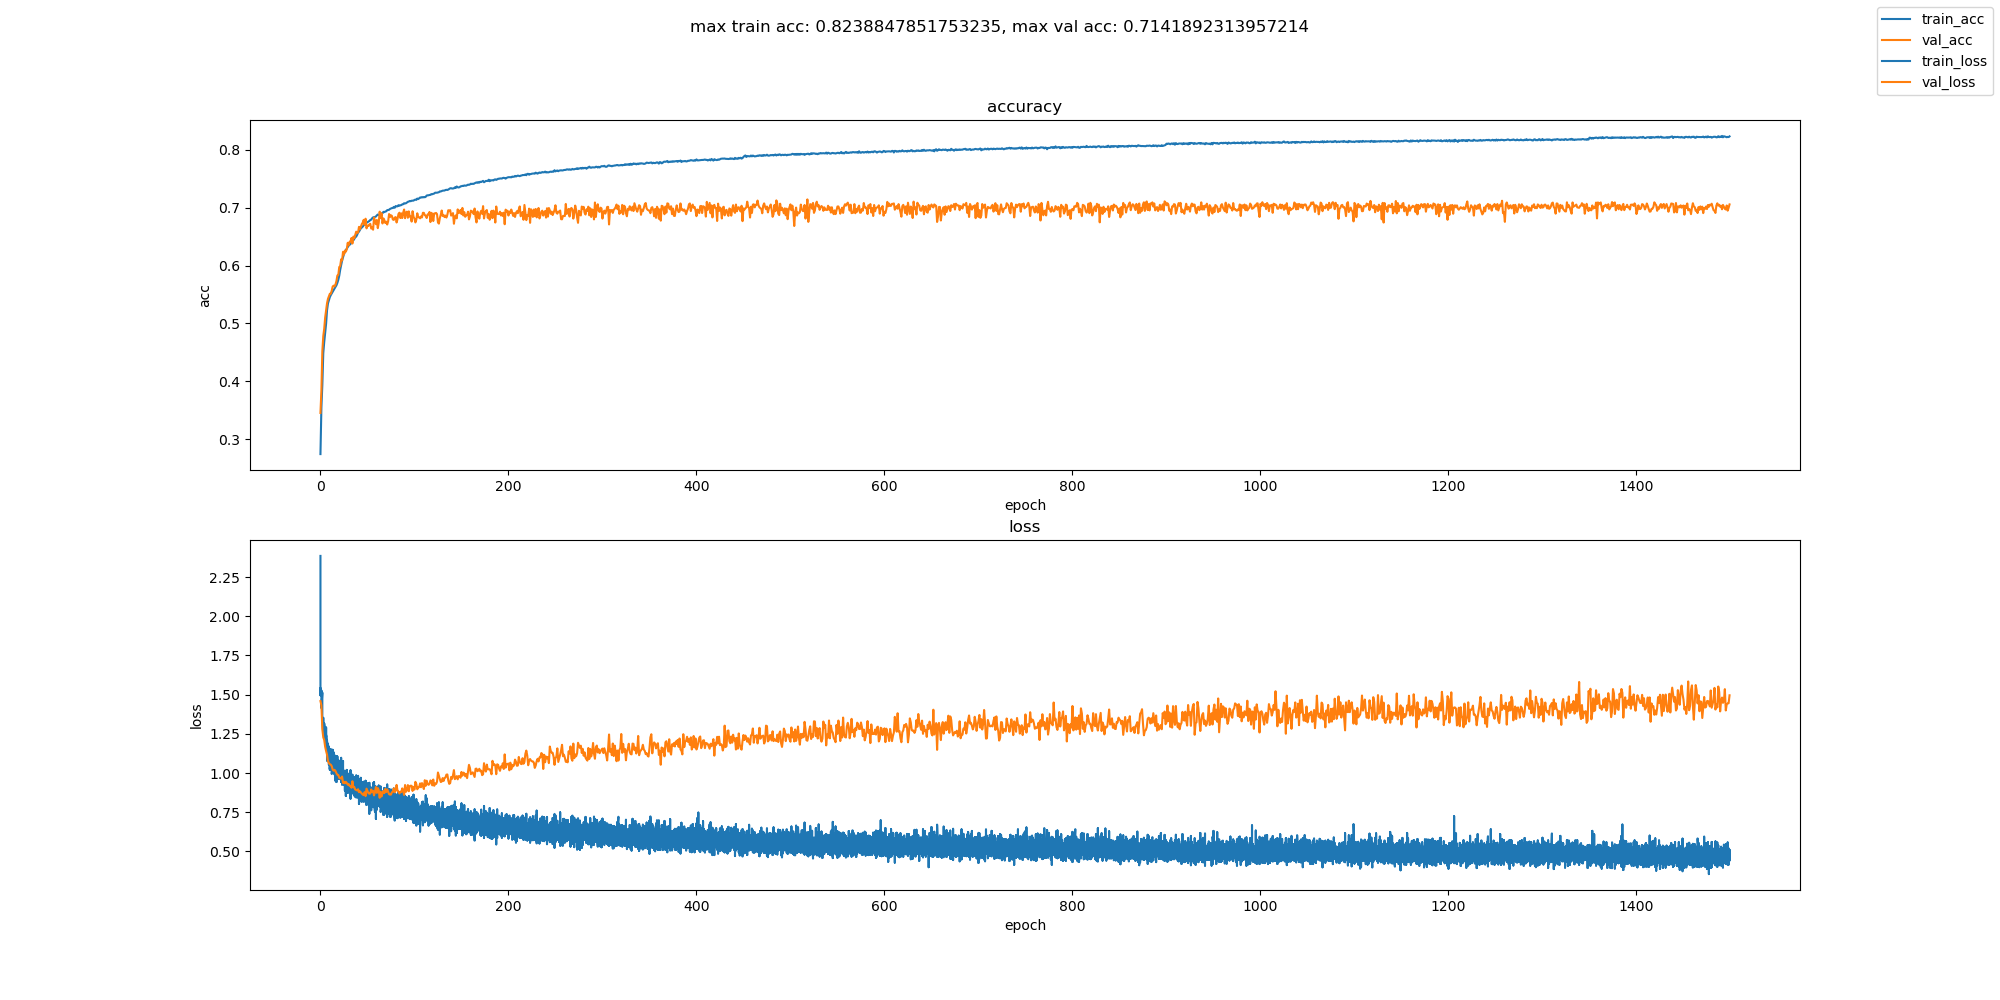 max train acc: 0.8238847851753235, max val acc: 0.7141892313957214
train_acc
val_acc
train_loss
val_loss
accuracy
0.8
0.7
0.6
0.5
0.4
0.3
acc
0 200 400 600 800 1000 1200 1400
epoch
loss
2.25
2.00
1.75
1.50
1.25
1.00
0.75
0.50
loss
0 200 400 600 800 1000 1200 1400
epoch